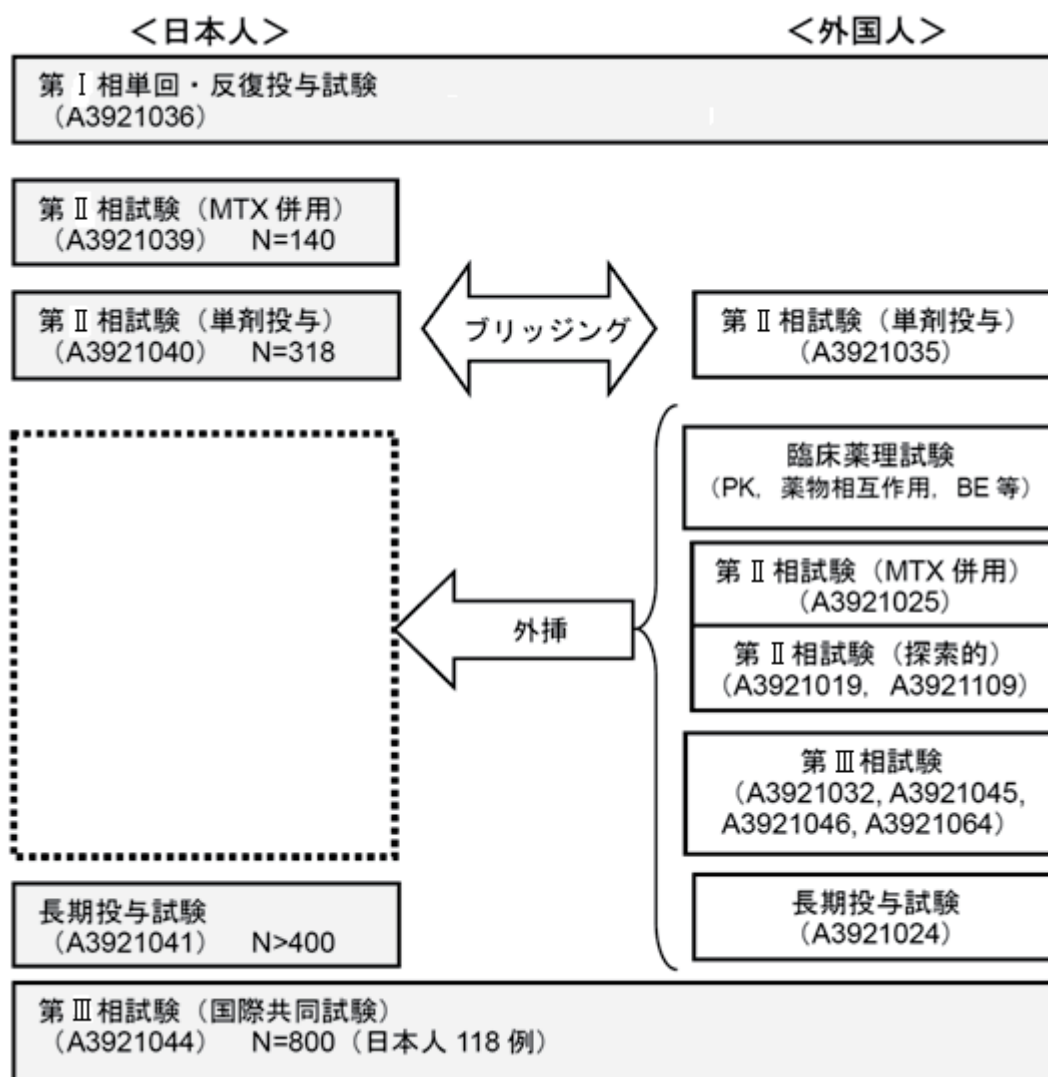 ＜日本人＞
＜外国人＞
第Ⅰ相単回・反復投与試験
（A3921036）
第Ⅱ相試験（MTX 併用）
（A3921039） N=140
第Ⅱ相試験（単剤投与）
（A3921040） N=318
ブリッジング
第Ⅱ相試験（単剤投与）
（A3921035）
臨床薬理試験
（PK，薬物相互作用，BE 等）
第Ⅱ相試験（MTX 併用）
（A3921025）
第Ⅱ相試験（探索的）
（A3921019，A3921109）
外挿
第Ⅲ相試験
（A3921032, A3921045,
A3921046, A3921064）
長期投与試験
（A3921041） N>400
長期投与試験
（A3921024）
第Ⅲ相試験（国際共同試験）
（A3921044） N=800（日本人 118 例）